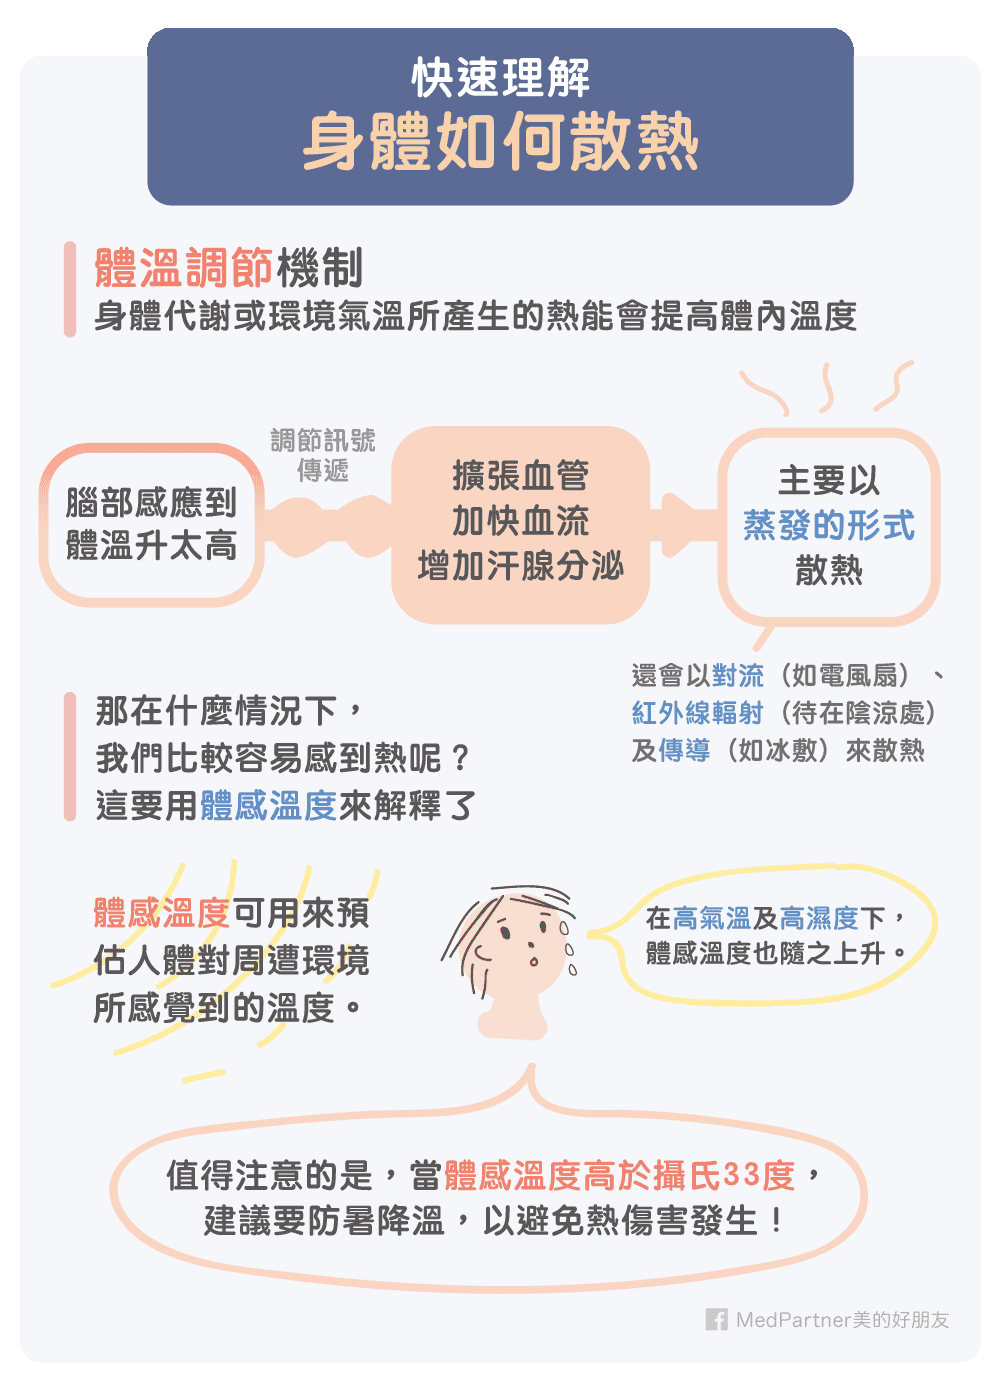 快速理解
身體如何散熱
體溫調節機制
身體代謝或環境氣溫所產生的熱能會提高體內溫度
腦部感應到
體溫升太高
調節訊號
傳遞
擴張血管
加快血流
增加汗腺分泌
主要以
蒸發的形式
散熱
還會以對流（如電風扇）、
紅外線輻射（待在陰涼處）
及傳導（如冰敷）來散熱
那在什麼情況下，
我們比較容易感到熱呢？
這要用體感溫度來解釋了
體感溫度可用來預
估人體對周遭環境
所感覺到的溫度。
在高氣溫及高濕度下，
體感溫度也隨之上升。
值得注意的是，當體感溫度高於攝氏33度，
建議要防暑降溫，以避免熱傷害發生！
MedPartner美的好朋友